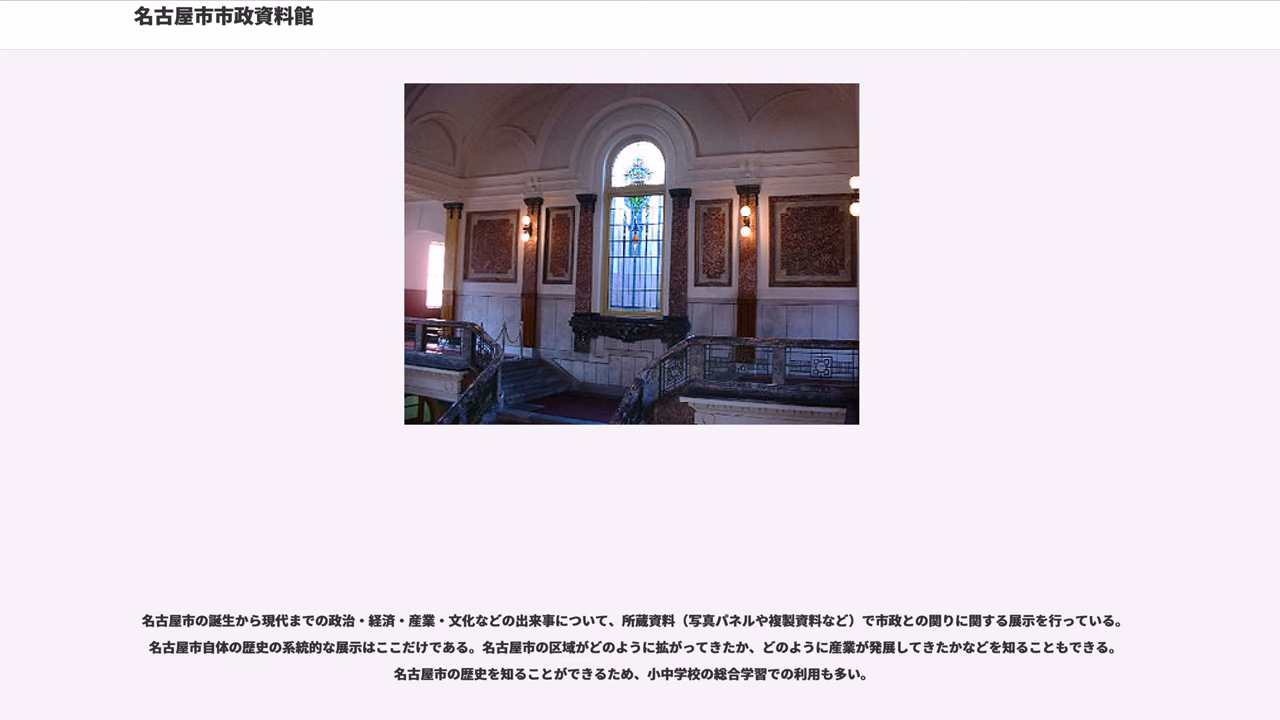 名古屋市市政資料館
名古屋市の誕生から現代までの政治・経済・産業・文化などの出来事について、所蔵資料（写真パネルや複製資料など）で市政との関りに関する展示を行っている。
名古屋市自体の歴史の系統的な展示はここだけである。名古屋市の区域がどのように拡がってきたか、どのように産業が発展してきたかなどを知ることもできる。
名古屋市の歴史を知ることができるため、小中学校の総合学習での利用も多い。